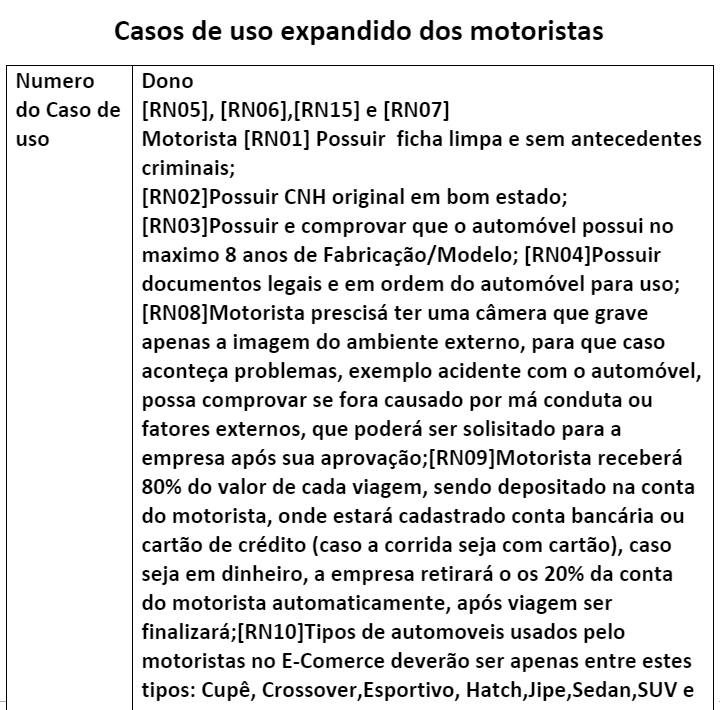 Casos de uso expandido dos motoristas
Numero
do Caso de
uso
Dono
[RN05], [RN06],[RN15] e [RN07]
Motorista [RN01] Possuir ficha limpa e sem antecedentes
criminais;
[RN02]Possuir CNH original em bom estado;
[RN03]Possuir e comprovar que o automóvel possui no
maximo 8 anos de Fabricação/Modelo; [RN04]Possuir
documentos legais e em ordem do automóvel para uso;
[RN08]Motorista prescisá ter uma câmera que grave
apenas a imagem do ambiente externo, para que caso
aconteça problemas, exemplo acidente com o automóvel,
possa comprovar se fora causado por má conduta ou
fatores externos, que poderá ser solisitado para a
empresa após sua aprovação;[RN09]Motorista receberá
80% do valor de cada viagem, sendo depositado na conta
do motorista, onde estará cadastrado conta bancária ou
cartão de crédito (caso a corrida seja com cartão), caso
seja em dinheiro, a empresa retirará o os 20% da conta
do motorista automaticamente, após viagem ser
finalizará;[RN10]Tipos de automoveis usados pelo
motoristas no E-Comerce deverão ser apenas entre estes
tipos: Cupê, Crossover,Esportivo, Hatch,Jipe,Sedan,SUV e